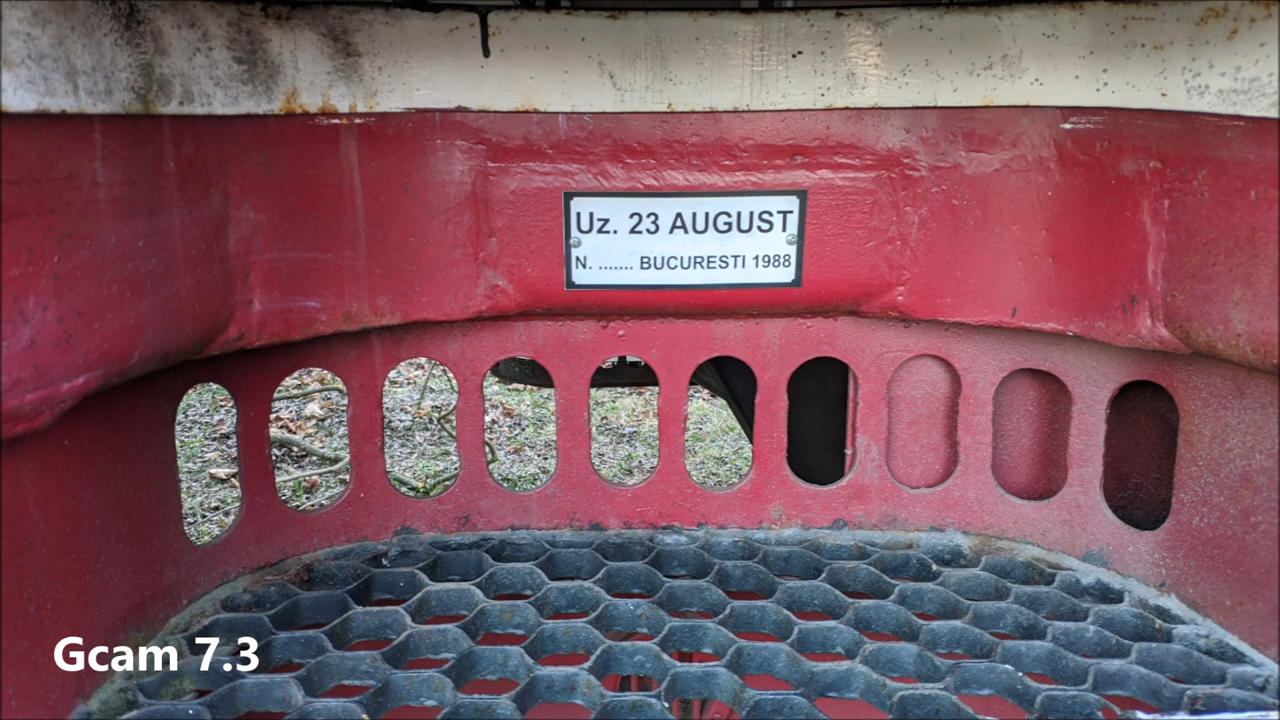 Uz. 23 AUGUST
N. ....... BUCURESTI 1988
Gcam 7.3